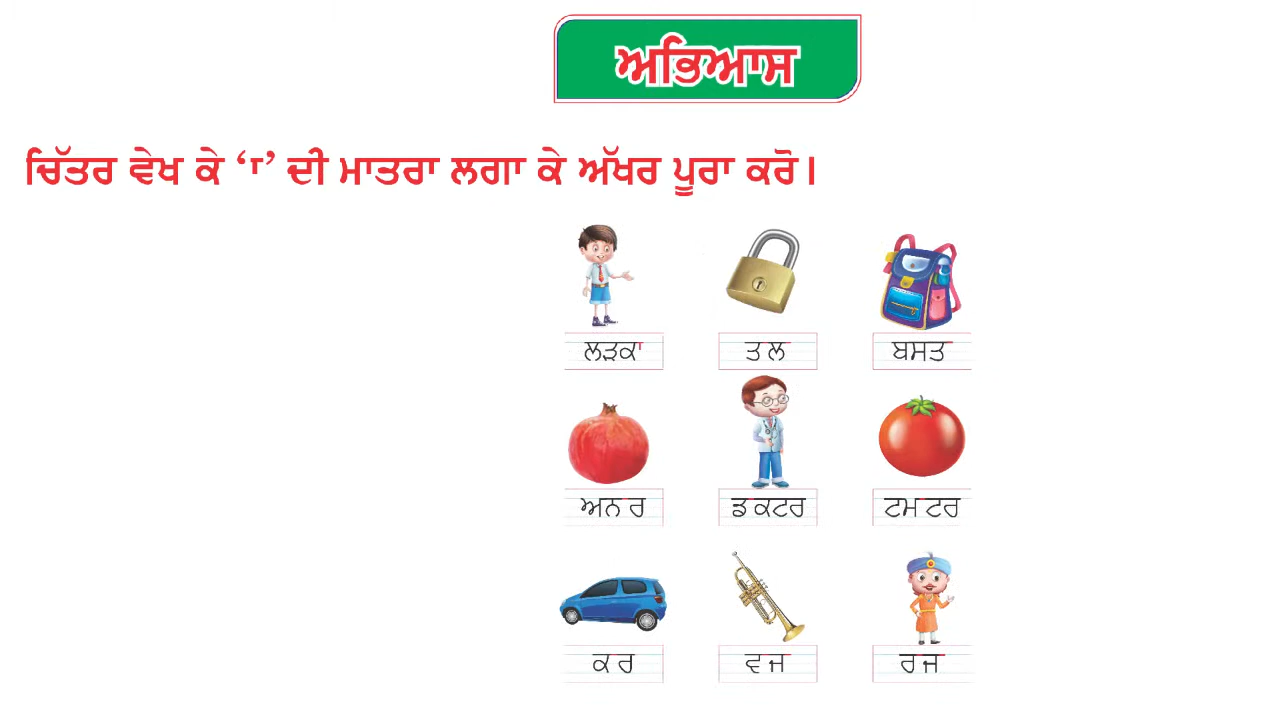 ਅਭਿਆਸ
ਚਿੱਤਰ ਵੇਖ ਕੇ ‘ਾ’ ਦੀ ਮਾਤਰਾ ਲਗਾ ਕੇ ਅੱਖਰ ਪੂਰਾ ਕਰੋ।
ਲੜਕਾ ਤ ਲ ਬਸਤ
ਅਨ ਰ ਡ ਕਟਰ ਟਮ ਟਰ
ਕ ਰ ਵ ਜ ਰ ਜ